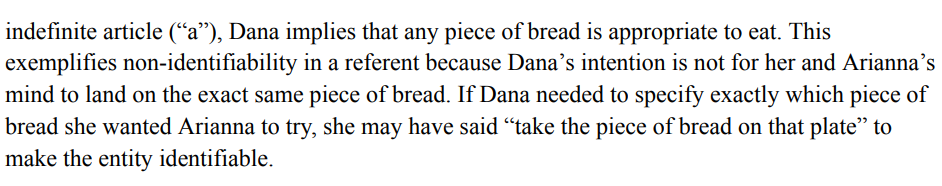 indefinite article (“a”), Dana implies that any piece of bread is appropriate to eat. This
exemplifies non-identifiability in a referent because Dana’s intention is not for her and Arianna’s
mind to land on the exact same piece of bread. If Dana needed to specify exactly which piece of
bread she wanted Arianna to try, she may have said “take the piece of bread on that plate” to
make the entity identifiable.